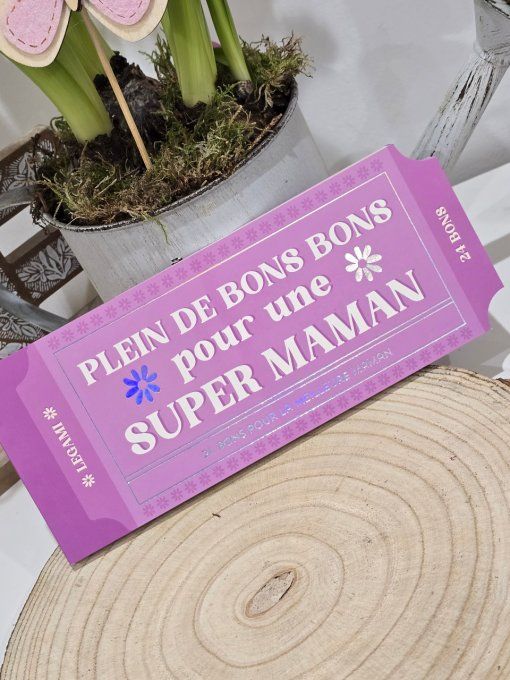 PLEIN DE BONS BONS
pour une
SUPER MAMAN
24 BONS POUR LA MEILLEURE MAMAN
LEGAMI
24 BONS